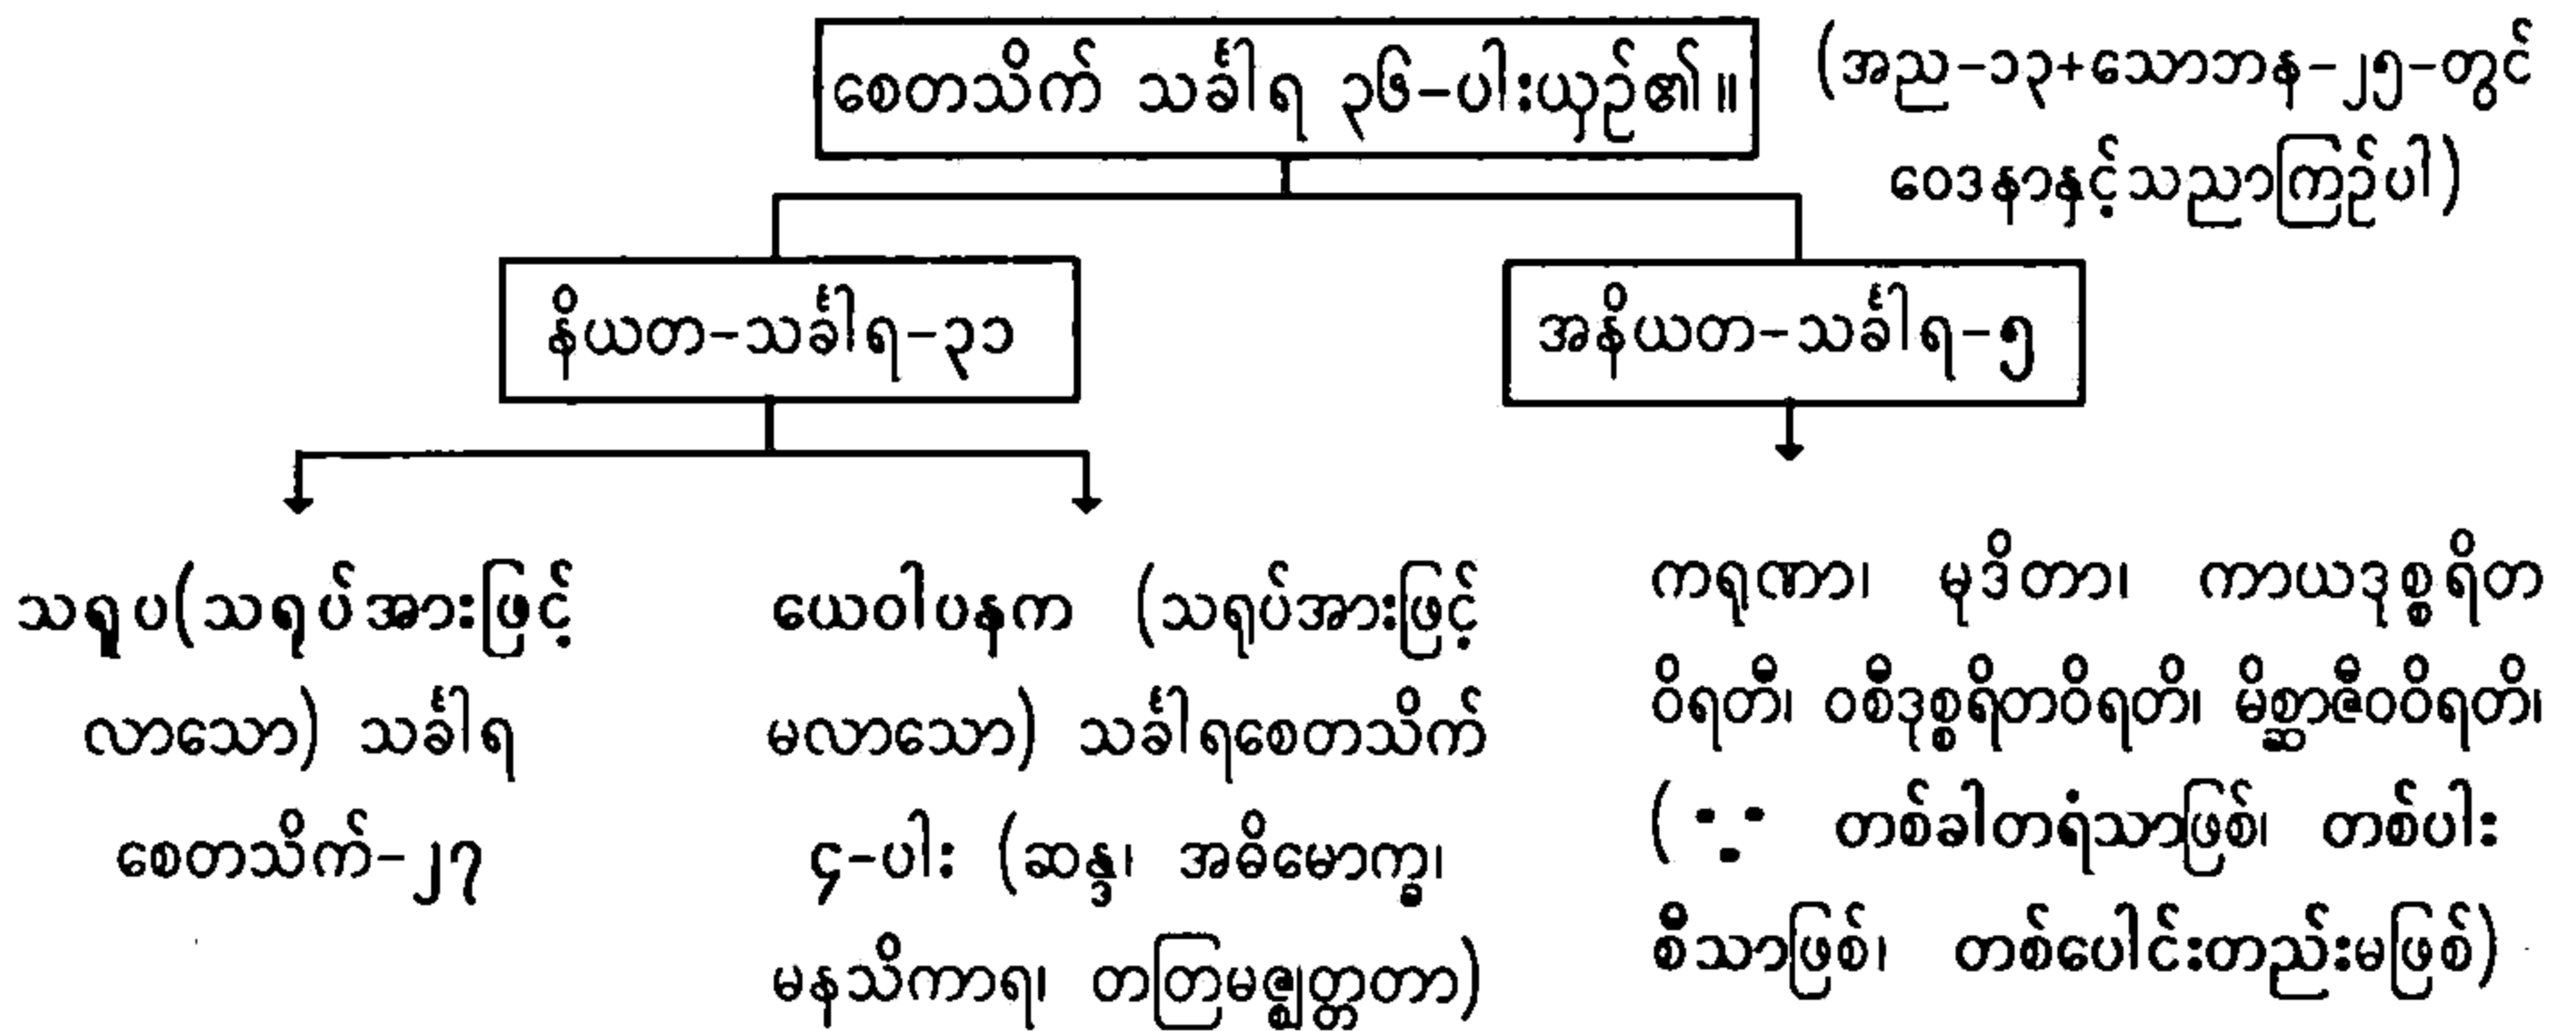 စေတသိက် သင်္ခါရ ၃၆-ပါးယှဉ်၏။
(အည-၁၃+သောဘန-၂၅-တွင်
ဝေဒနာနှင့်သညာကြဉ်ပါ)
နိယတ-သင်္ခါရ-၃၁
အနိယတ-သင်္ခါရ-၅
သရူပ(သရုပ်အားဖြင့်
လာသော) သင်္ခါရ
စေတသိက်-၂၇
ယေဝါပနက (သရုပ်အားဖြင့်
မလာသော) သင်္ခါရစေတသိက်
၄-ပါး (ဆန္ဒ၊ အဓိမောက္ခ၊
မနသိကာရ၊ တတြမဇ္ဈတ္တတာ)
ကရုဏာ၊ မုဒိတာ၊ ကာယဒုစ္စရိတ
ဝိရတီ၊ ဝစီဒုစ္စရိတဝိရတိ၊ မိစ္ဆာဇီဝဝိရတိ၊
( တစ်ခါတရံသာဖြစ်၊ တစ်ပါး
စီသာဖြစ်၊ တစ်ပေါင်းတည်းမဖြစ်)